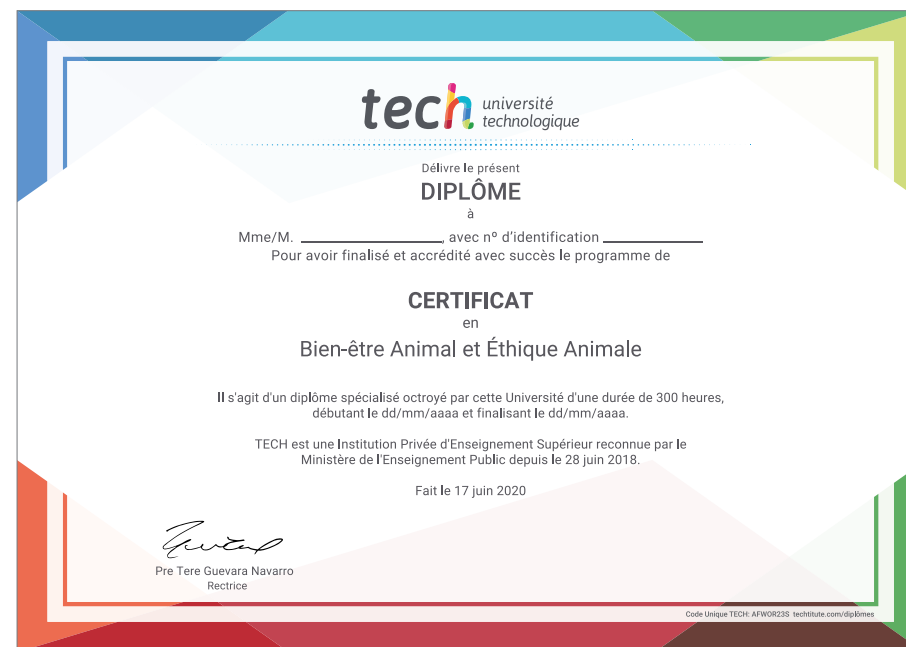 tech université
technologique
Délivre le présent
DIPLÔME
à
Mme/M. ____________________, avec nº d'identification ______________
Pour avoir finalisé et accrédité avec succès le programme de
CERTIFICAT
en
Bien-être Animal et Éthique Animale
Il s'agit d'un diplôme spécialisé octroyé par cette Université d'une durée de 300 heures,
débutant le dd/mm/aaaa et finalisant le dd/mm/aaaa.
TECH est une Institution Privée d'Enseignement Supérieur reconnue par le
Ministère de l'Enseignement Public depuis le 28 juin 2018.
Fait le 17 juin 2020
Pre Tere Guevara Navarro
Rectrice
Code Unique TECH: AFWOR23S techtitute.com/diplômes